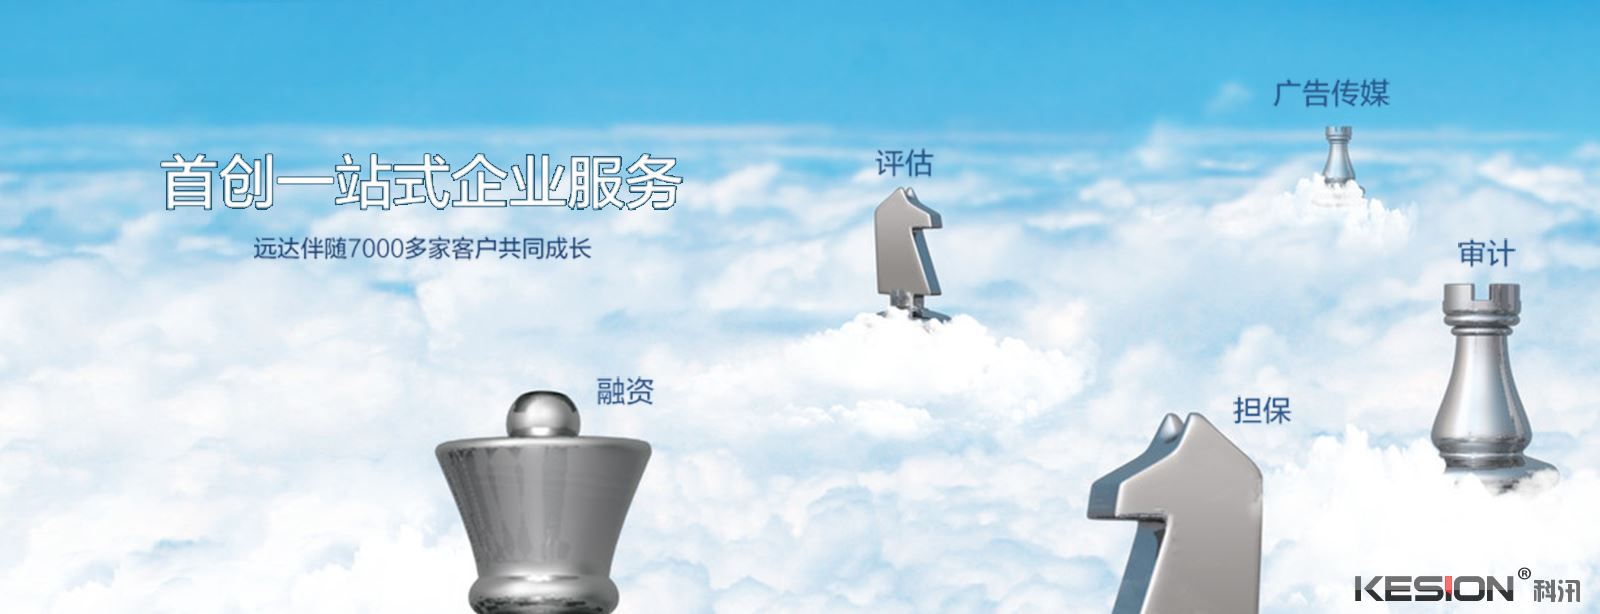 广告传媒
首创一站式企业服务
评估
远达伴随7000多家客户共同成长
审计
融资
担保
KESION® 科汛